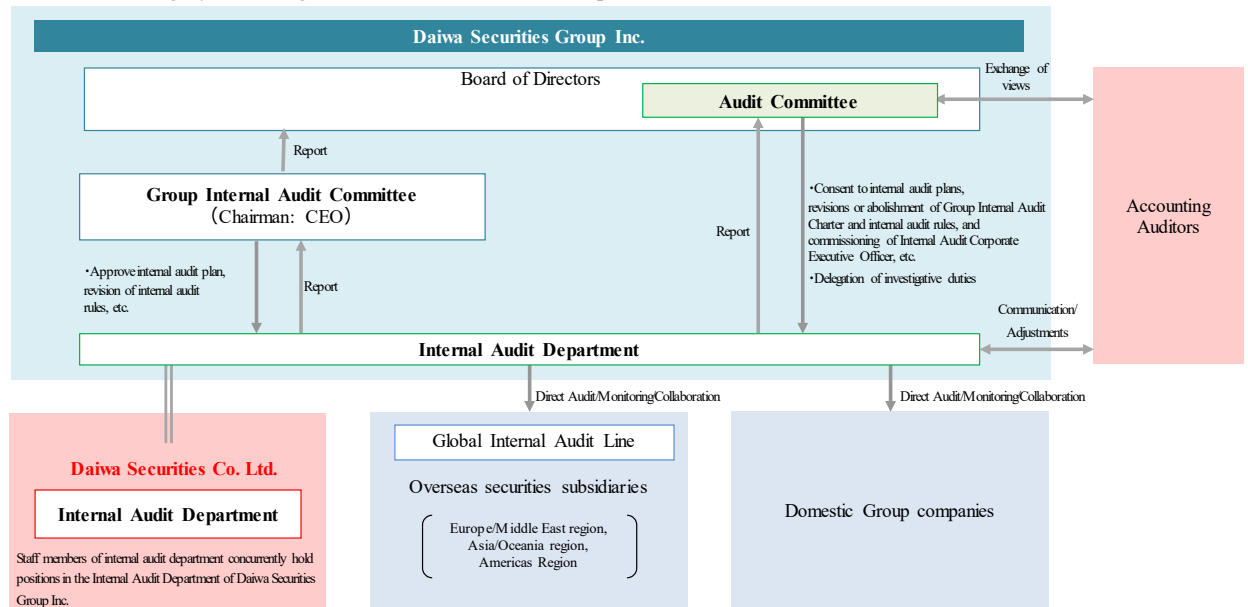 Daiwa Securities Group Inc.
Board of Directors
Audit Committee
Exchange of
views
Report
Group Internal Audit Committee
(Chairman: CEO)
・Approve internal audit plan,
revision of internal audit
rules, etc.
Report
Report
・Consent to internal audit plans,
revisions or abolishment of Group Internal Audit
Charter and internal audit rules, and
commissioning of Internal Audit Corporate
Executive Officer, etc.
・Delegation of investigative duties
Accounting
Auditors
Communication/
Adjustments
Internal Audit Department
Direct Audit/Monitoring/Collaboration
Direct Audit/Monitoring/Collaboration
Daiwa Securities Co. Ltd.
Internal Audit Department
Staff members of internal audit department concurrently hold
positions in the Internal Audit Department of Daiwa Securities
Group Inc.
Global Internal Audit Line
Overseas securities subsidiaries
Europe/Middle East region,
Asia/Oceania region,
Americas Region
Domestic Group companies